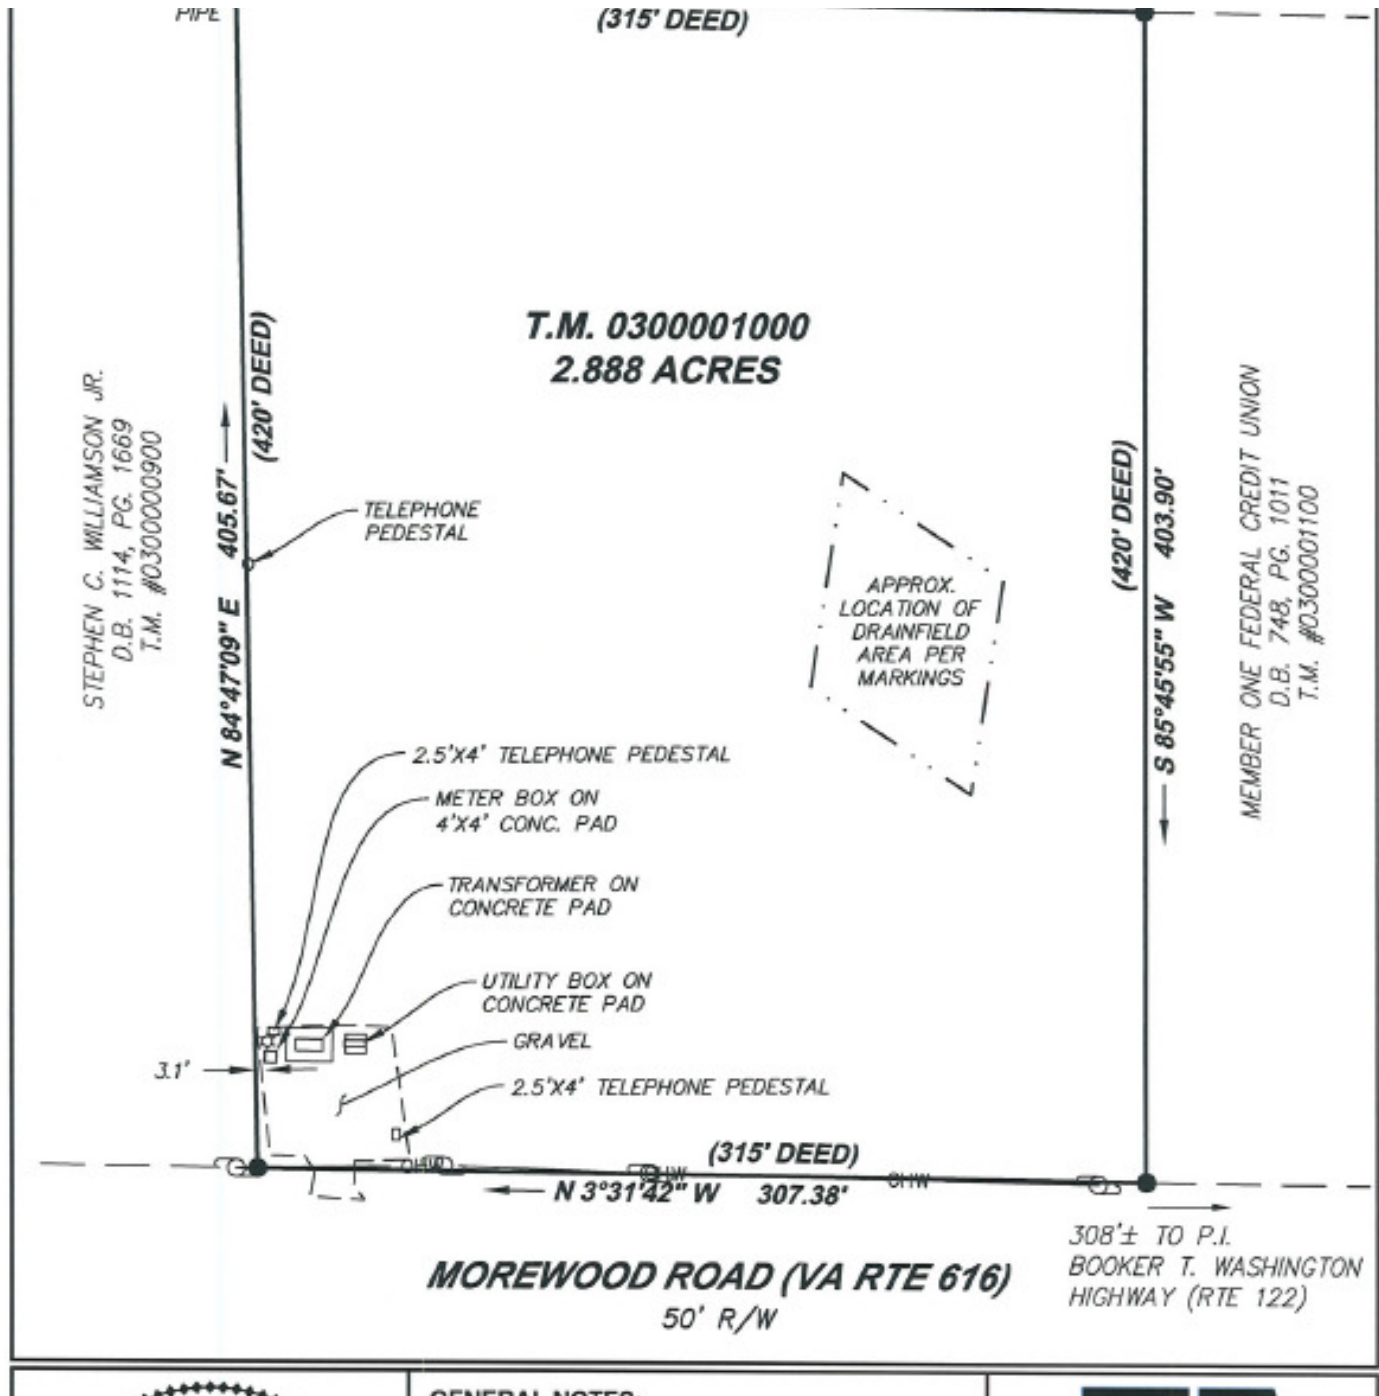 PIPE
(315' DEED)
T.M. 0300001000
2.888 ACRES
(420' DEED)
N 84°47'09" E 405.67'
STEPHEN C. WILLIAMSON JR.
D.B. 1114, PG. 1669
T.M. #0300000900
TELEPHONE
PEDESTAL
APPROX.
LOCATION OF
DRAINFIELD
AREA PER
MARKINGS
(420' DEED)
S 85°45'55" W 403.90'
MEMBER ONE FEDERAL CREDIT UNION
D.B. 748, PG. 1011
T.M. #0300001100
2.5'X4' TELEPHONE PEDESTAL
METER BOX ON
4'X4' CONC. PAD
TRANSFORMER ON
CONCRETE PAD
UTILITY BOX ON
CONCRETE PAD
GRAVEL
3.1'
2.5'X4' TELEPHONE PEDESTAL
(315' DEED)
OHW
OHW
OHW
N 3°31'42" W 307.38'
308'± TO P.I.
BOOKER T. WASHINGTON
HIGHWAY (RTE 122)
MOREWOOD ROAD (VA RTE 616)
50' R/W
GENERAL NOTES